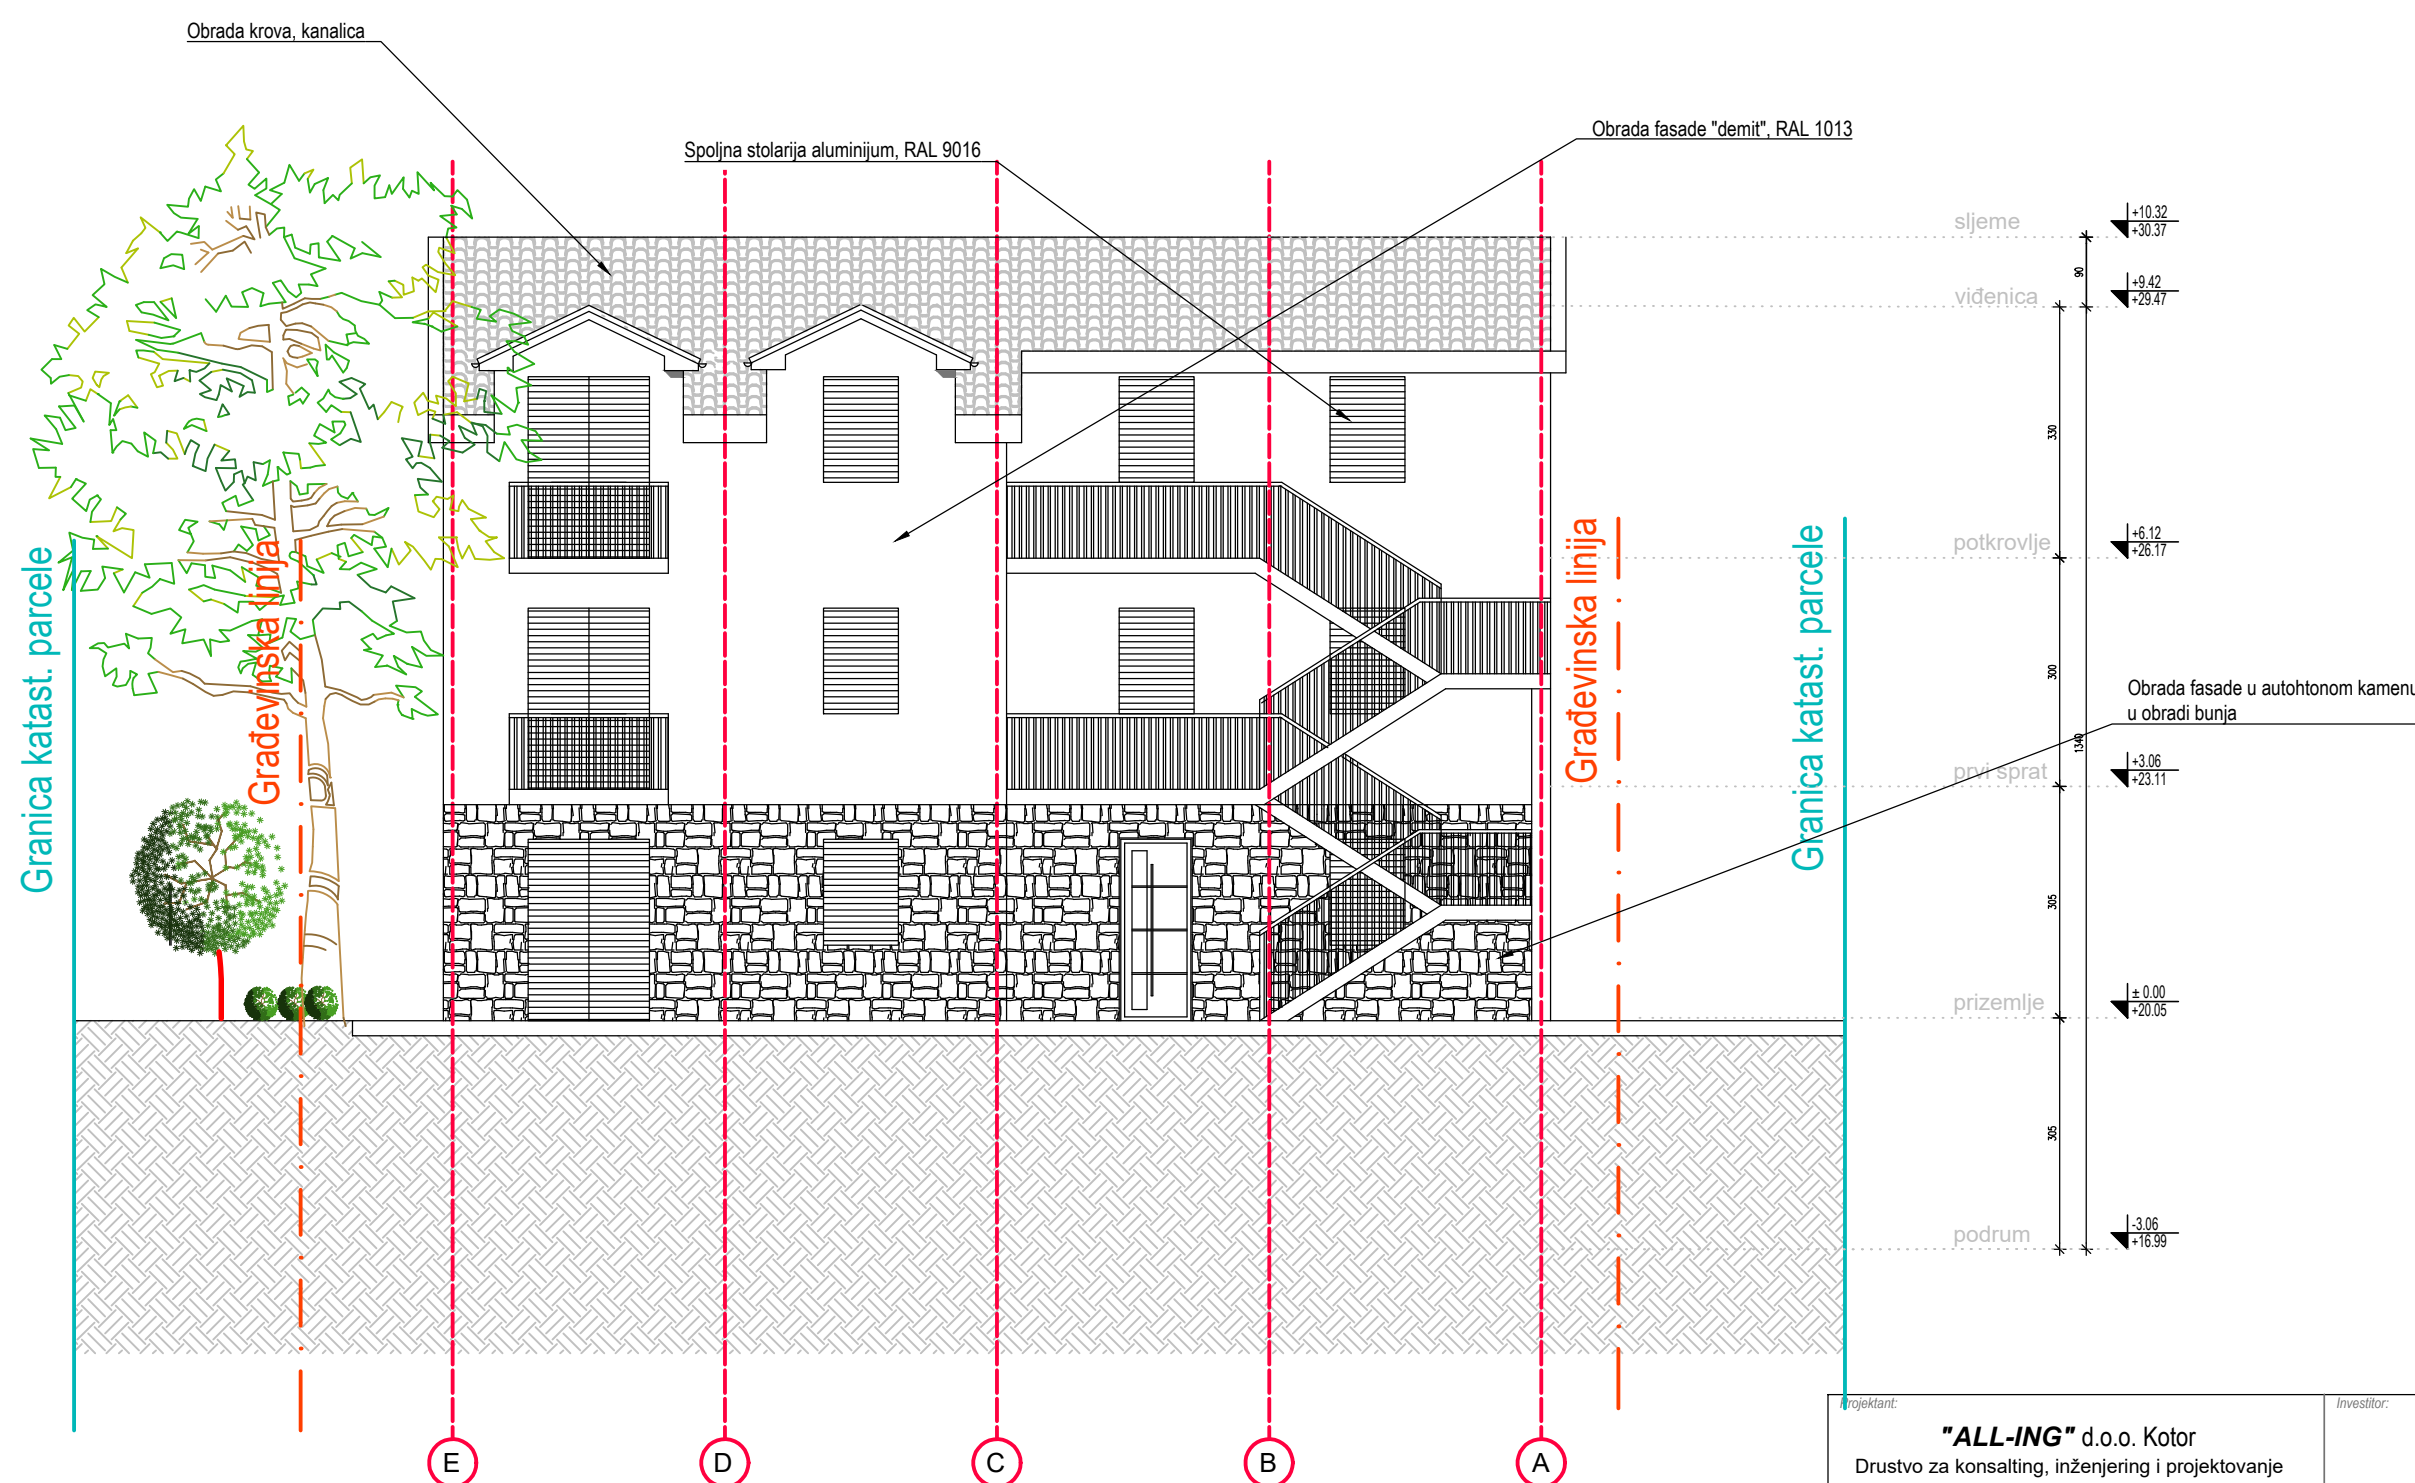 Obrada krova, kanalica
Spoljna stolarija aluminijum, RAL 9016
Obrada fasade "demit", RAL 1013
sljeme
+10.32
+30.37
90
viđenica
+9.42
+29.47
330
potkrovlje
+6.12
+26.17
300
Obrada fasade u autohtonom kamenu
u obradi bunja
1340
prvi sprat
+3.06
+23.11
305
prizemlje
± 0.00
+20.05
305
podrum
-3.06
+16.99
Granica katast. parcele
Građevinska linija
Građevinska linija
Granica katast. parcele
E
D
C
B
A
Projektant:
Investitor:
"ALL-ING" d.o.o. Kotor
Drustvo za konsalting, inženjering i projektovanje